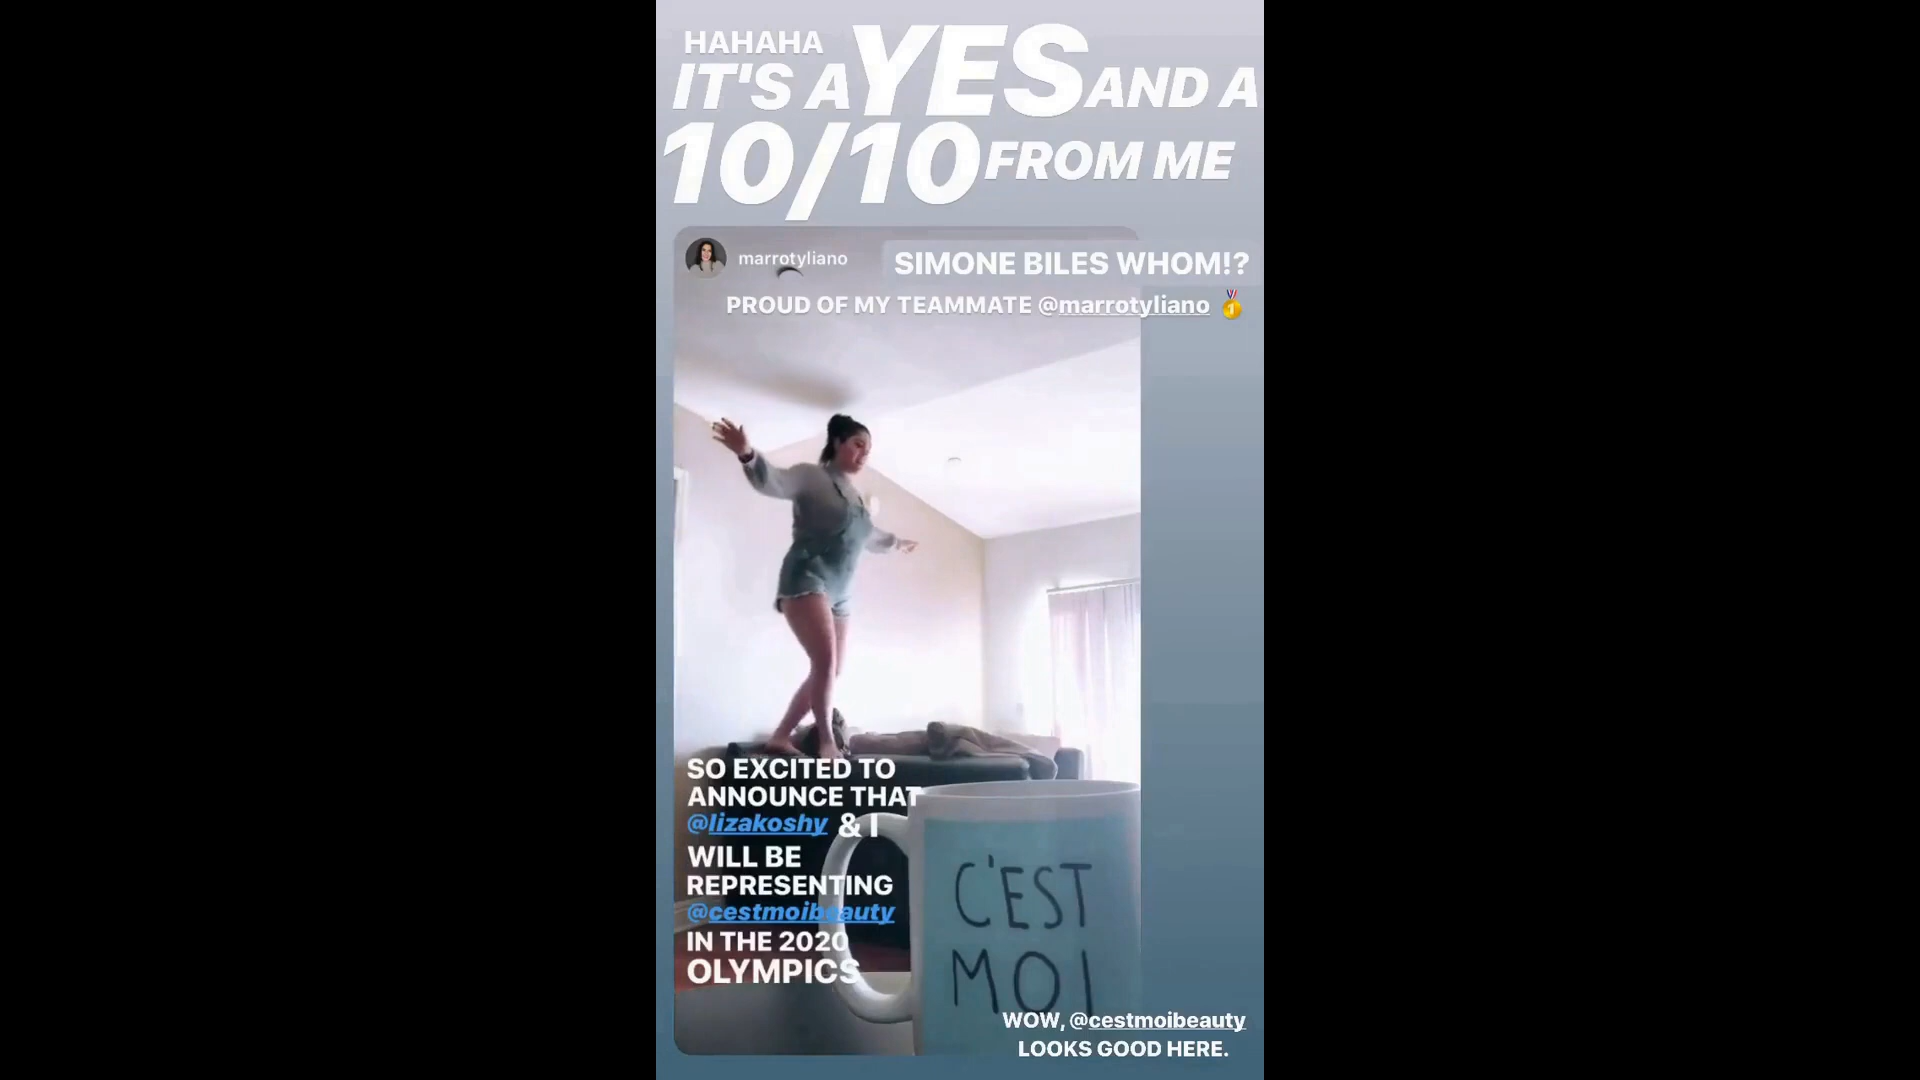 HAHAHA
IT'S A YES AND A
10/10 FROM ME
marrotyliano
SIMONE BILES WHOM!?
PROUD OF MY TEAMMATE @marrotyliano 🥇
SO EXCITED TO
ANNOUNCE THAT
@lizakoshy & I
WILL BE
REPRESENTING
@cestmoibeauty
IN THE 2020
OLYMPICS
C'EST
MOI
WOW, @cestmoibeauty
LOOKS GOOD HERE.